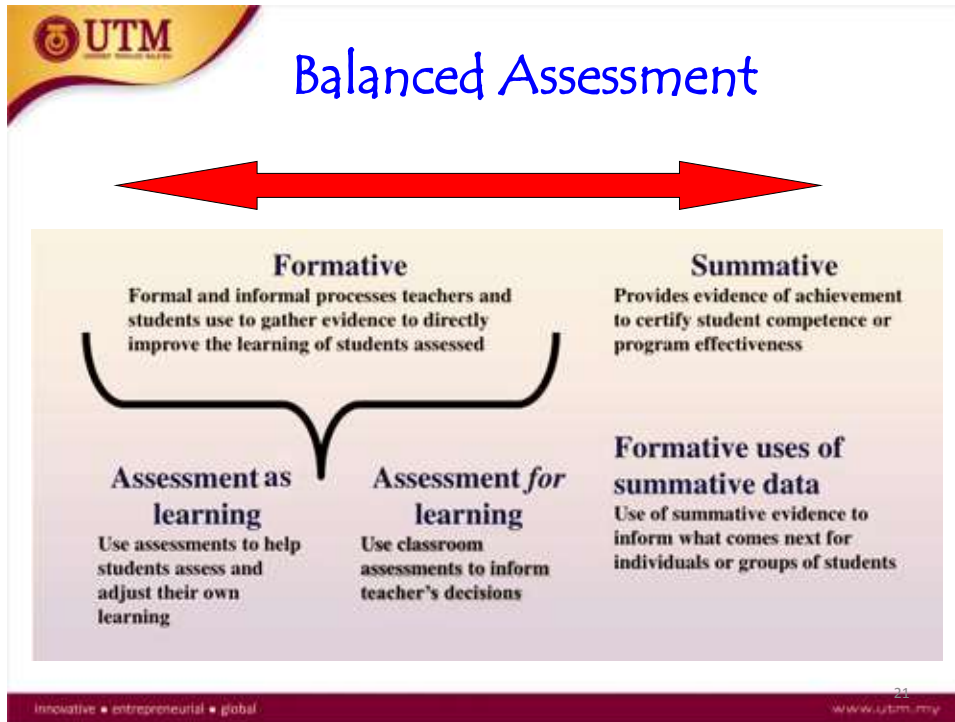 UTM
UNIVERSITI TEKNOLOGI MALAYSIA
Balanced Assessment
Formative
Formal and informal processes teachers and
students use to gather evidence to directly
improve the learning of students assessed
Summative
Provides evidence of achievement
to certify student competence or
program effectiveness
Assessment as
learning
Use assessments to help
students assess and
adjust their own
learning
Assessment for
learning
Use classroom
assessments to inform
teacher's decisions
Formative uses of
summative data
Use of summative evidence to
inform what comes next for
individuals or groups of students
21
innovative ● entrepreneurial ● global
www.utm.my